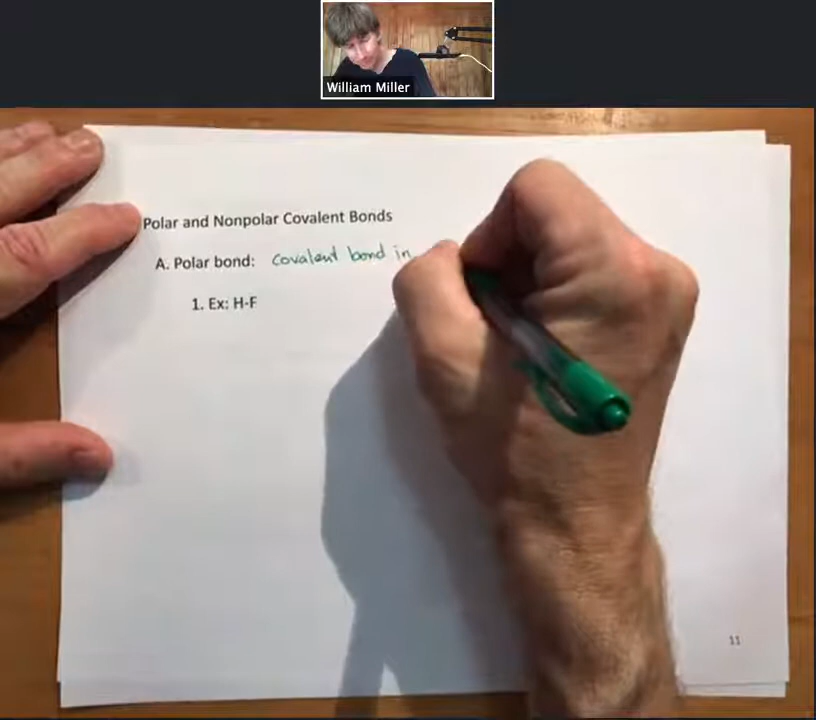 William Miller
Polar and Nonpolar Covalent Bonds
A. Polar bond: Covalent bond in
1. Ex: H-F
11